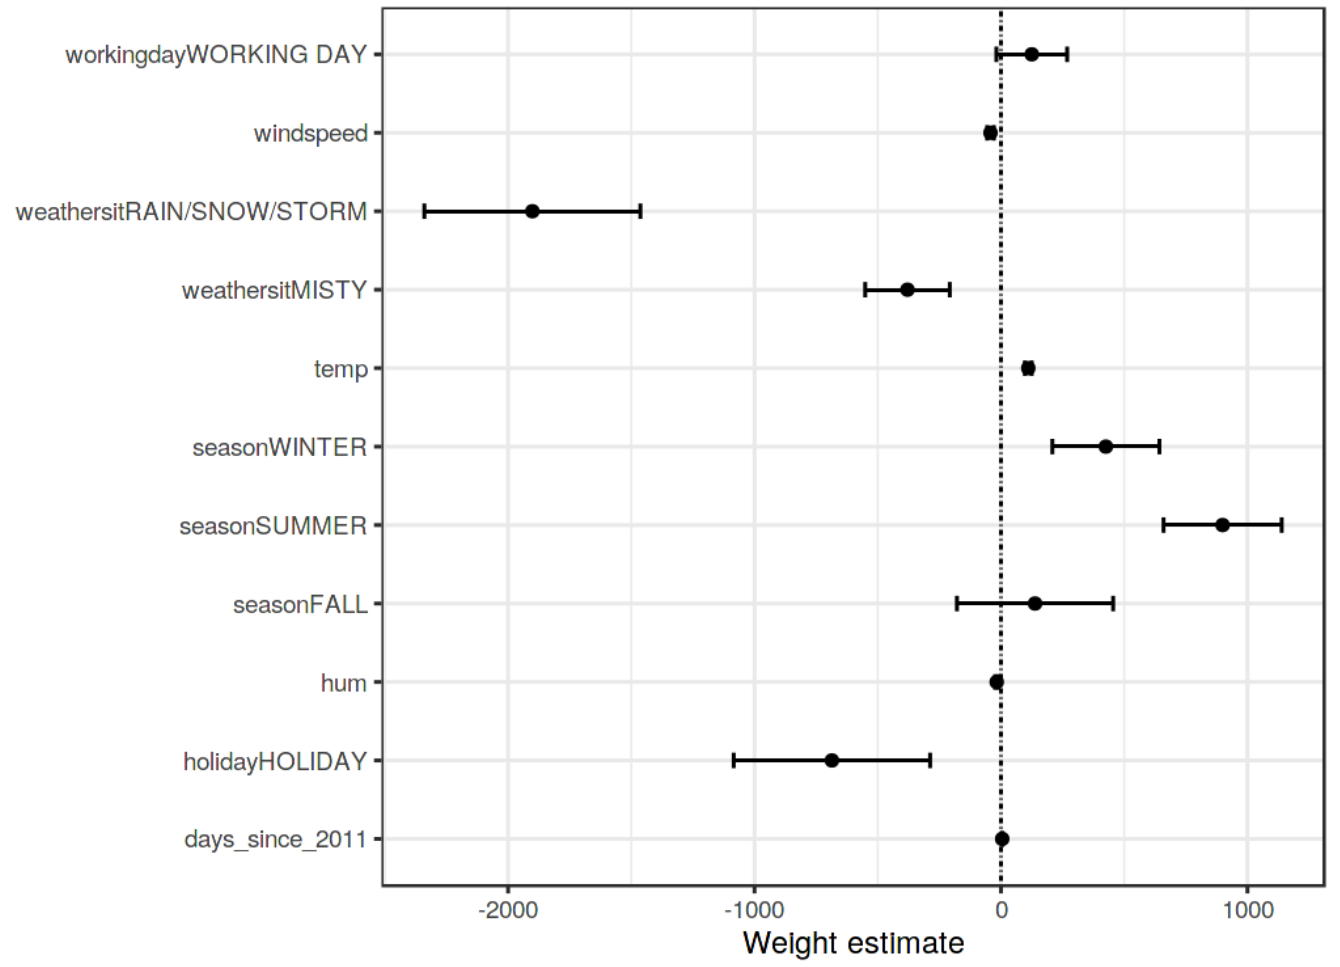 workingdayWORKING DAY
windspeed
weathersitRAIN/SNOW/STORM
weathersitMISTY
temp
seasonWINTER
seasonSUMMER
seasonFALL
hum
holidayHOLIDAY
days_since_2011
-2000 -1000 0 1000
Weight estimate